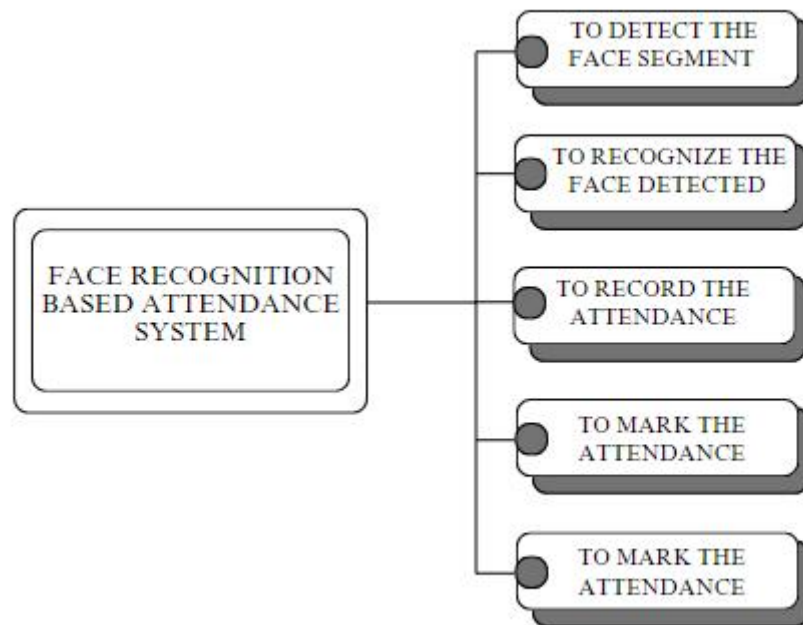 TO DETECT THE
FACE SEGMENT
TO RECOGNIZE THE
FACE DETECTED
FACE RECOGNITION
BASED ATTENDANCE
SYSTEM
TO RECORD THE
ATTENDANCE
TO MARK THE
ATTENDANCE
TO MARK THE
ATTENDANCE